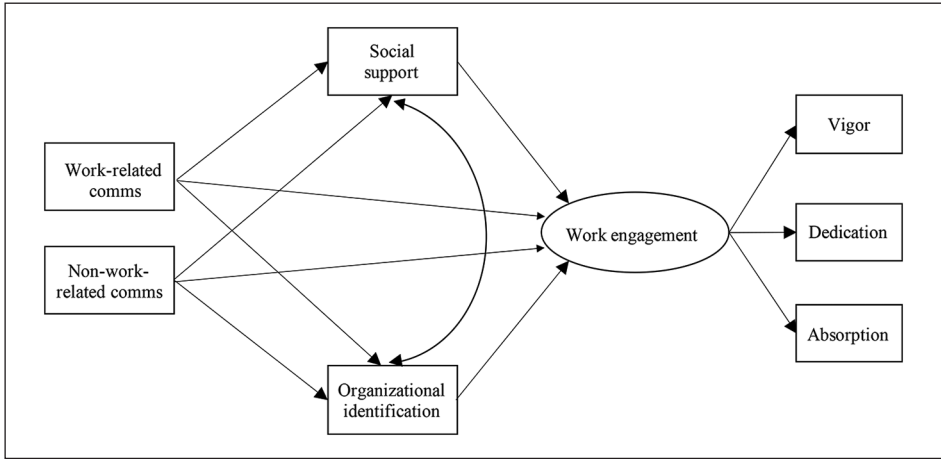 Social
support
Work-related
comms
Non-work-
related comms
Organizational
identification
Work engagement
Vigor
Dedication
Absorption